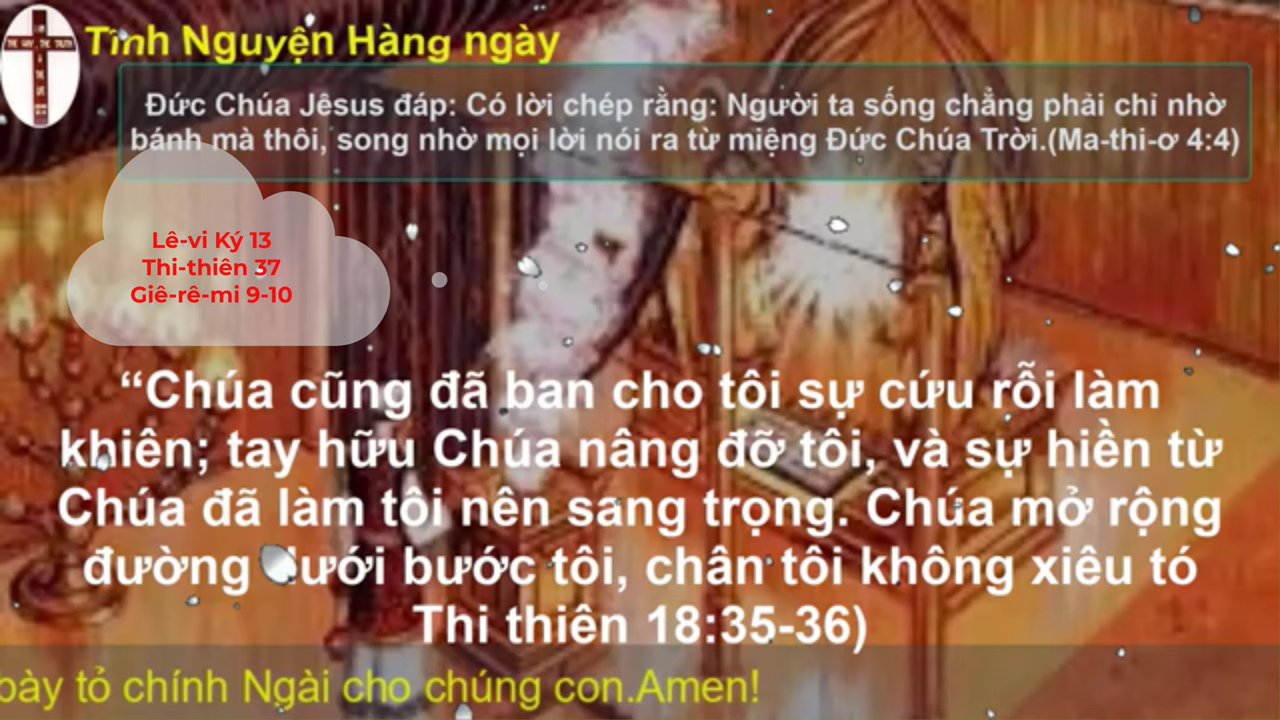 Tinh Nguyện Hàng ngày
Đức Chúa Jêsus đáp: Có lời chép rằng: Người ta sống chẳng phải chỉ nhờ
bánh mà thôi, song nhờ mọi lời nói ra từ miệng Đức Chúa Trời.(Ma-thi-ơ 4:4)
Lê-vi Ký 13
Thi-thiên 37
Giê-rê-mi 9-10
“Chúa cũng đã ban cho tôi sự cứu rỗi làm
khiên; tay hữu Chúa nâng đỡ tôi, và sự hiền từ
Chúa đã làm tôi nên sang trọng. Chúa mở rộng
đường dưới bước tôi, chân tôi không xiêu tó
Thi thiên 18:35-36)
bày tỏ chính Ngài cho chúng con.Amen!